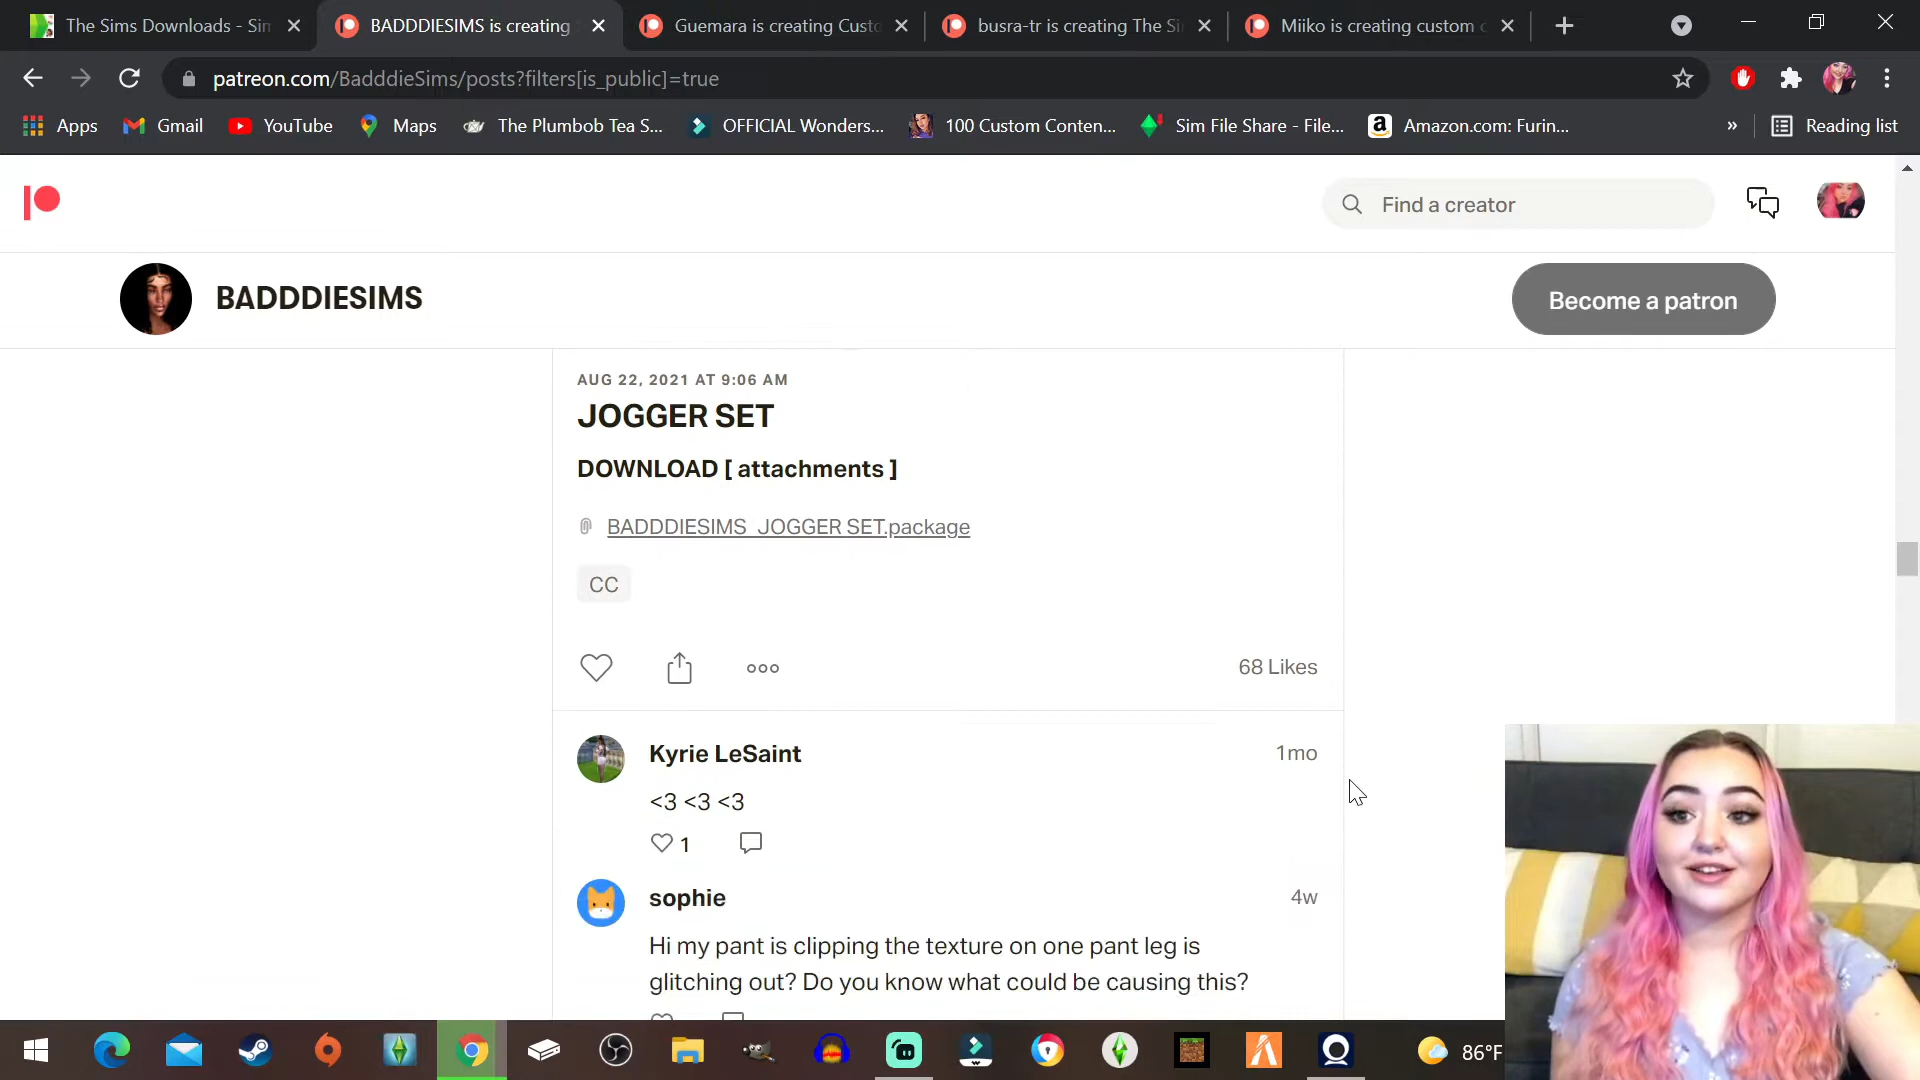 The Sims Downloads - Sin
BADDDIESIMS is creating
Guemara is creating Custo
busra-tr is creating The Si
Miiko is creating custom c
patreon.com/BadddieSims/posts?filters[is_public]=true
Apps
Gmail
YouTube
Maps
The Plumbob Tea S...
OFFICIAL Wonders...
100 Custom Conten...
Sim File Share - File...
Amazon.com: Furin...
»
Reading list
Find a creator
BADDDIESIMS
Become a patron
AUG 22, 2021 AT 9:06 AM
JOGGER SET
DOWNLOAD [ attachments ]
BADDDIESIMS_JOGGER SET.package
CC
68 Likes
Kyrie LeSaint
1mo
<3 <3 <3
1
sophie
4w
Hi my pant is clipping the texture on one pant leg is
glitching out? Do you know what could be causing this?
86°F